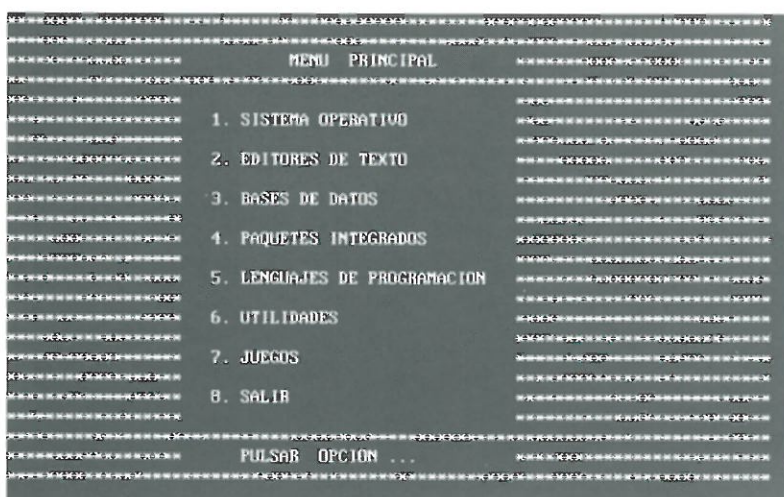 MENU PRINCIPAL
1. SISTEMA OPERATIVO
2. EDITORES DE TEXTO
3. BASES DE DATOS
4. PAQUETES INTEGRADOS
5. LENGUAJES DE PROGRAMACION
6. UTILIDADES
7. JUEGOS
8. SALIR
PULSAR OPCION ...